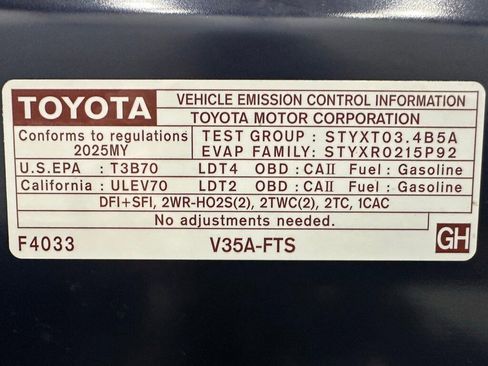 TOYOTA VEHICLE EMISSION CONTROL INFORMATION
TOYOTA MOTOR CORPORATION
Conforms to regulations TEST GROUP : STYXT03.4B5A
2025MY EVAP FAMILY: STYXR0215P92
U.S.EPA : T3B70 LDT4 OBD : CAII Fuel : Gasoline
California : ULEV70 LDT2 OBD : CAII Fuel : Gasoline
DFI+SFI, 2WR-HO2S(2), 2TWC(2), 2TC, 1CAC
No adjustments needed.
F4033 V35A-FTS GH